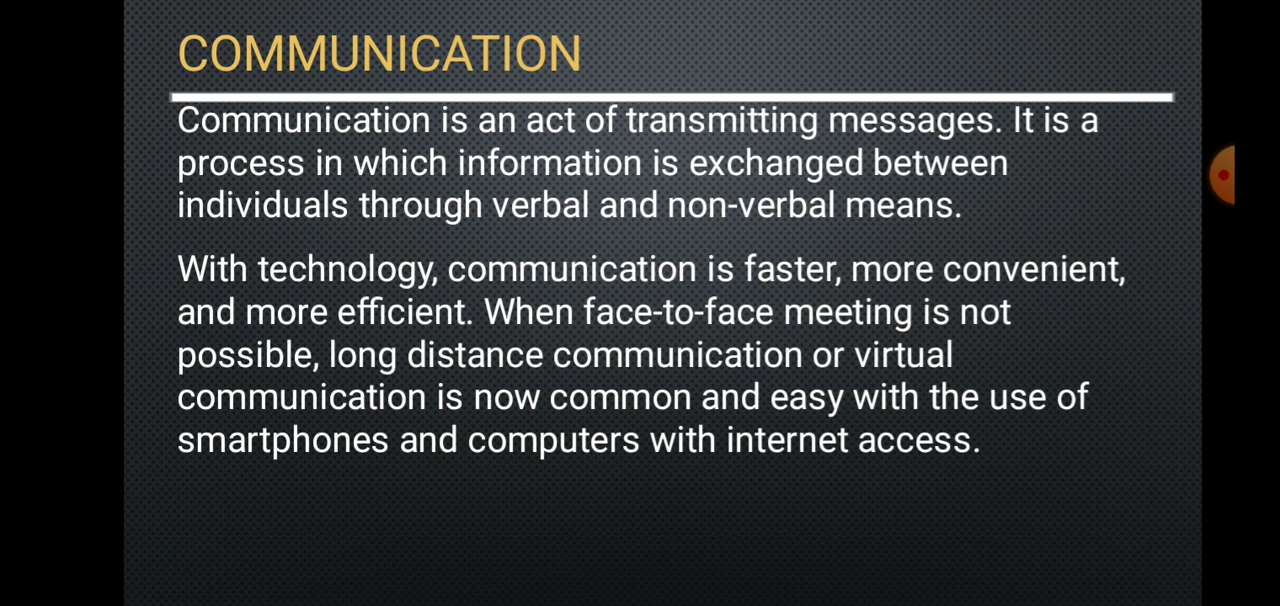 COMMUNICATION
Communication is an act of transmitting messages. It is a
process in which information is exchanged between
individuals through verbal and non-verbal means.
With technology, communication is faster, more convenient,
and more efficient. When face-to-face meeting is not
possible, long distance communication or virtual
communication is now common and easy with the use of
smartphones and computers with internet access.